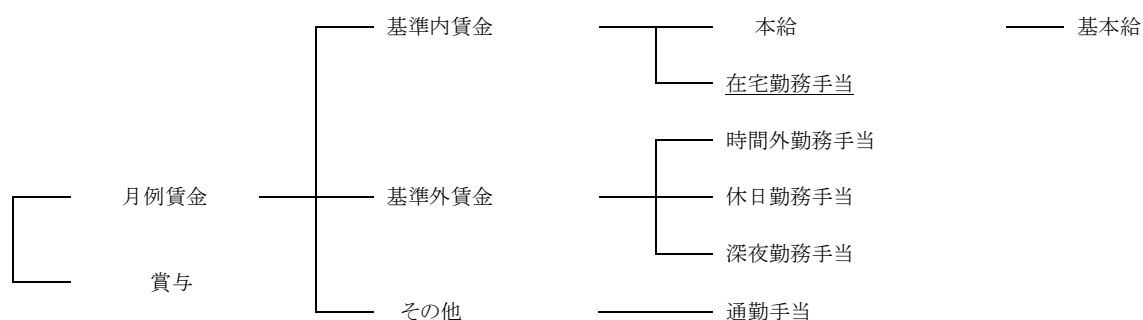 基準内賃金 本給 基本給
在宅勤務手当
時間外勤務手当
月例賃金 基準外賃金 休日勤務手当
深夜勤務手当
賞与
その他 通勤手当